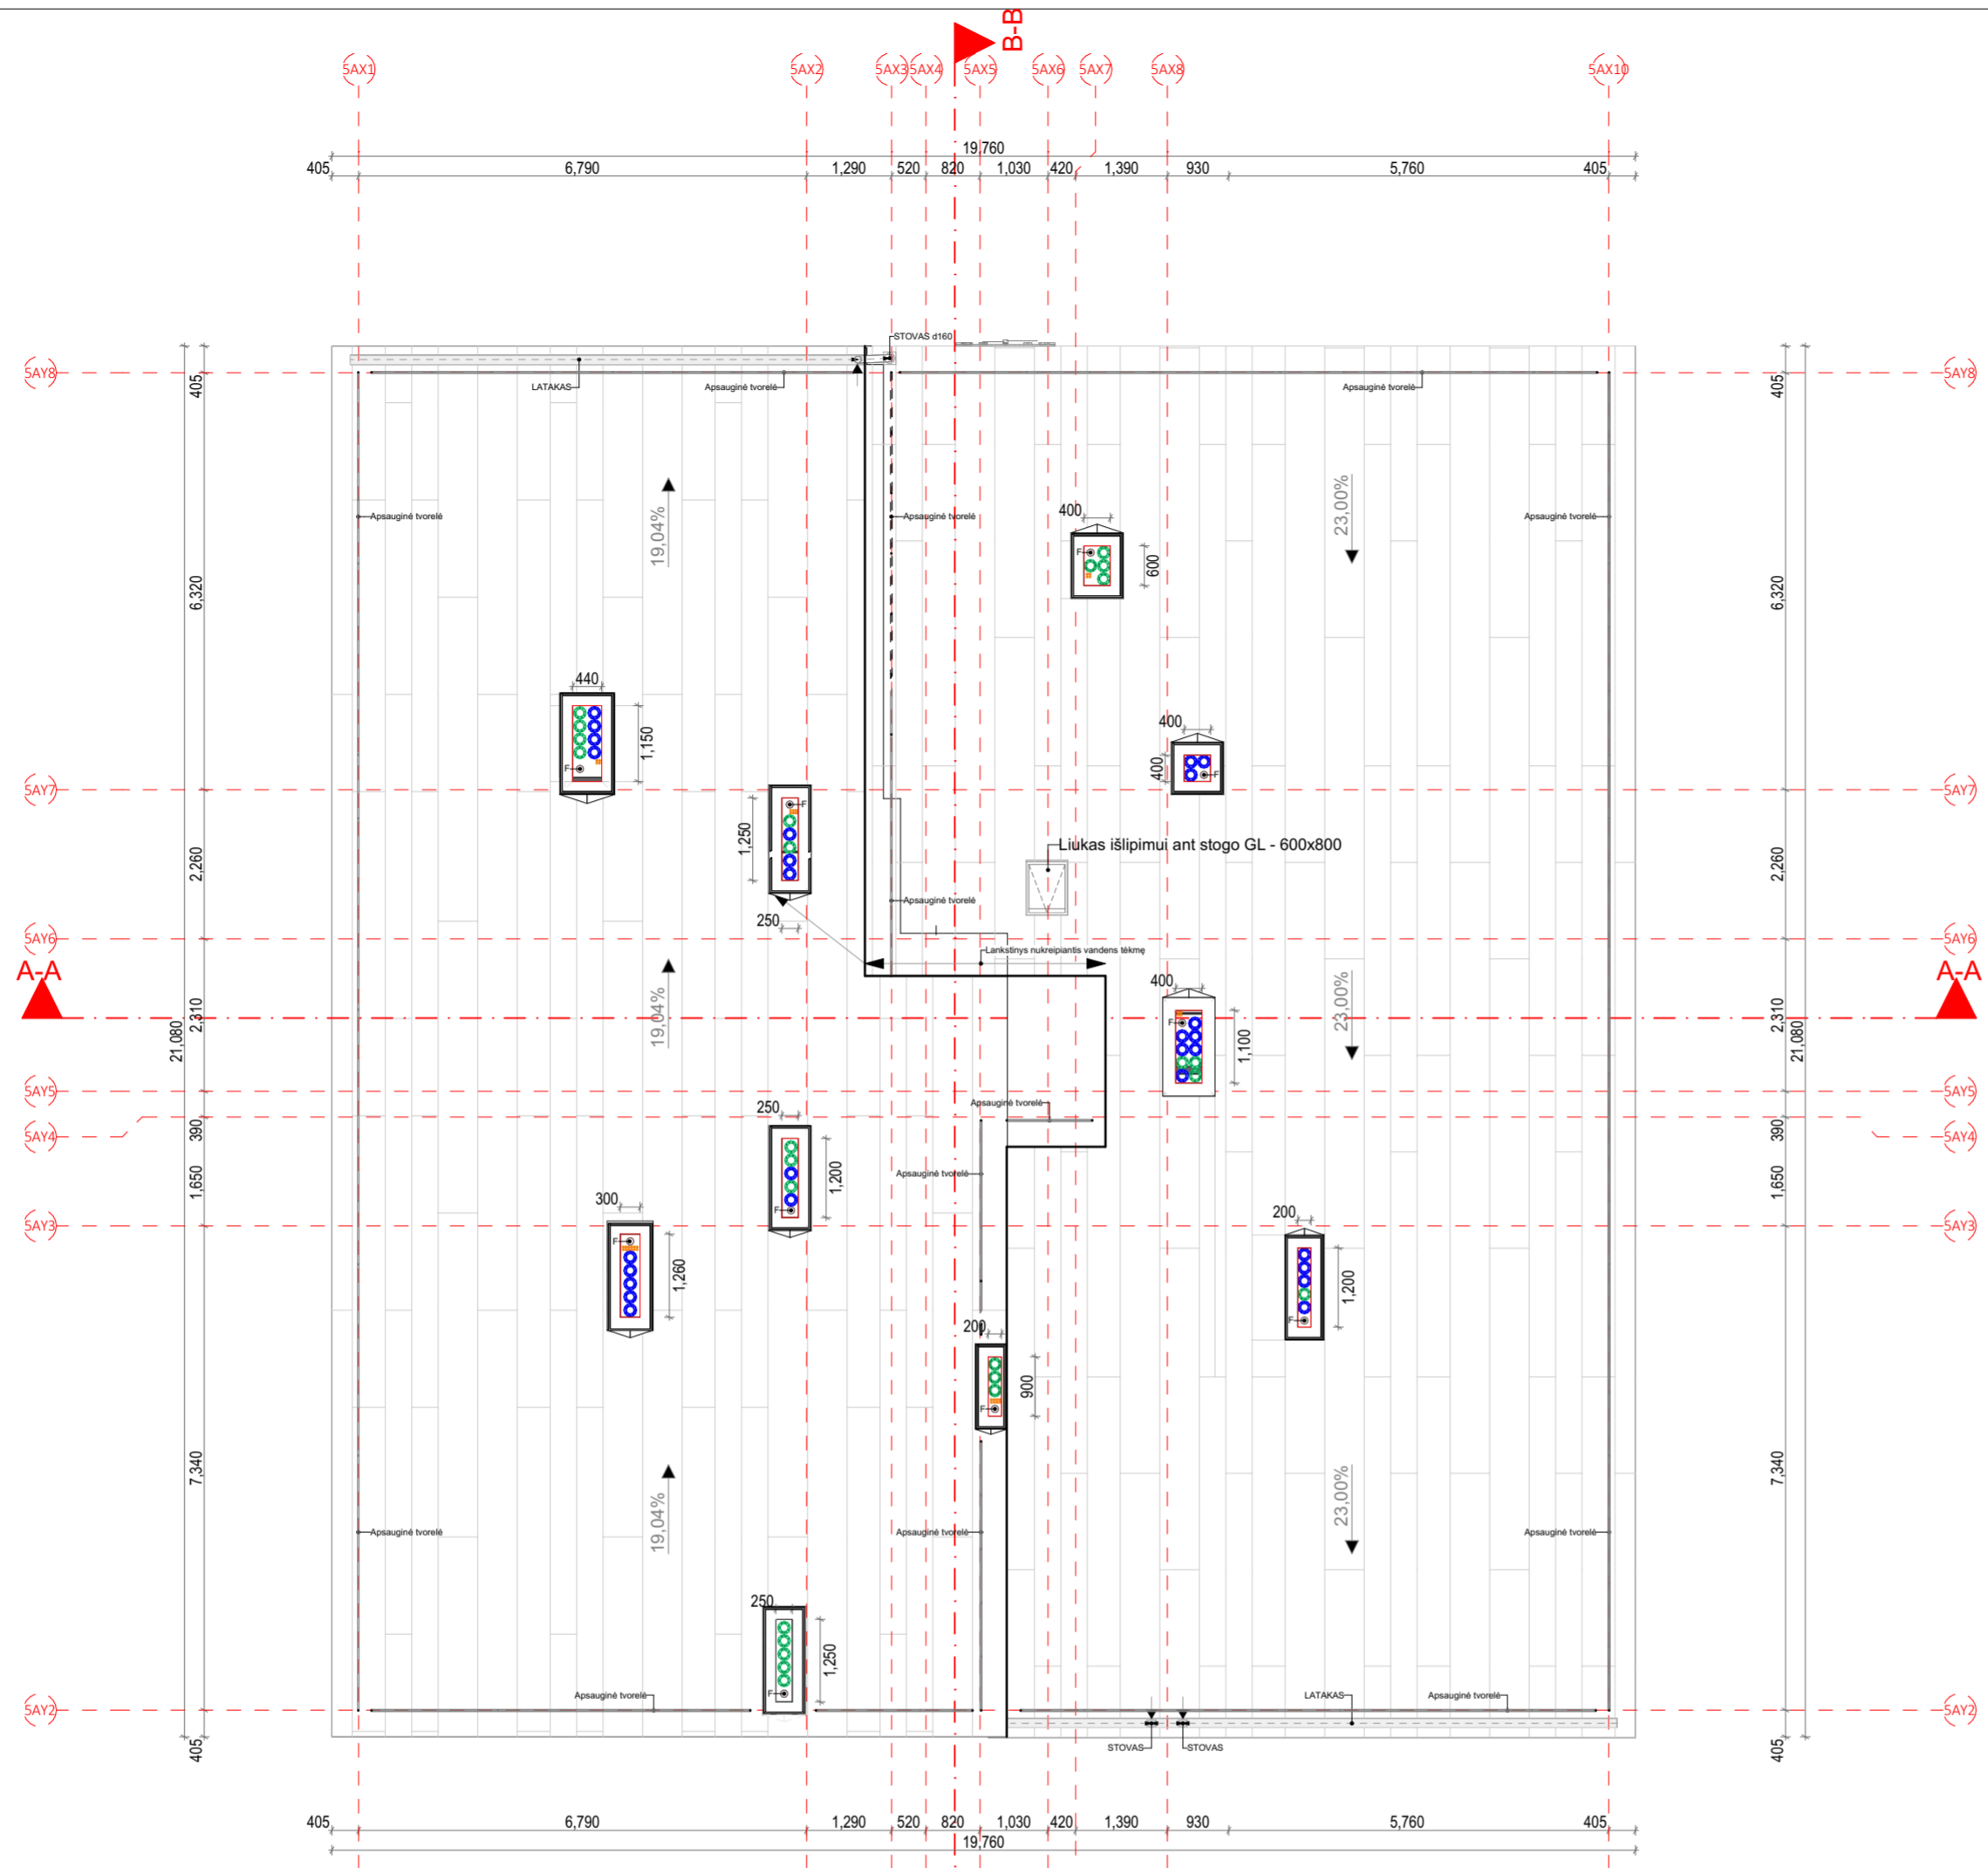 B-B
5AX1 5AX2 5AX3 5AX4 5AX5 5AX6 5AX7 5AX8 5AX10
19,760
405 6,790 1,290 520 820 1,030 420 1,390 930 5,760 405
STOVAS d160
5AY8 5AY8
405 LATAKAS Apsauginė tvorelė Apsauginė tvorelė 405
Apsauginė tvorelė Apsauginė tvorelė Apsauginė tvorelė
19,04% 23,00%
400
F 600
6,320 6,320
440
1,150
F
400
400
F
5AY7 5AY7
F
1,250
Liukas išlipimui ant stogo GL - 600x800
2,260 2,260
Apsauginė tvorelė
250
5AY6 5AY6
Lankstinys nukreipiantis vandens tėkmę
A-A A-A
19,04% 23,00%
400
F 1,100
2,310 2,310
21,080 21,080
5AY5 5AY5
Apsauginė tvorelė
250
5AY4 390 390 5AY4
1,200
F
Apsauginė tvorelė
1,650 1,650
300 200
5AY3 5AY3
F 1,260
1,200
F
200
900
F
7,340 7,340
19,04% 23,00%
Apsauginė tvorelė Apsauginė tvorelė Apsauginė tvorelė
250
1,250
F
Apsauginė tvorelė LATAKAS Apsauginė tvorelė
5AY2 5AY2
405 STOVAS STOVAS 405
405 6,790 1,290 520 820 1,030 420 1,390 930 5,760 405
19,760